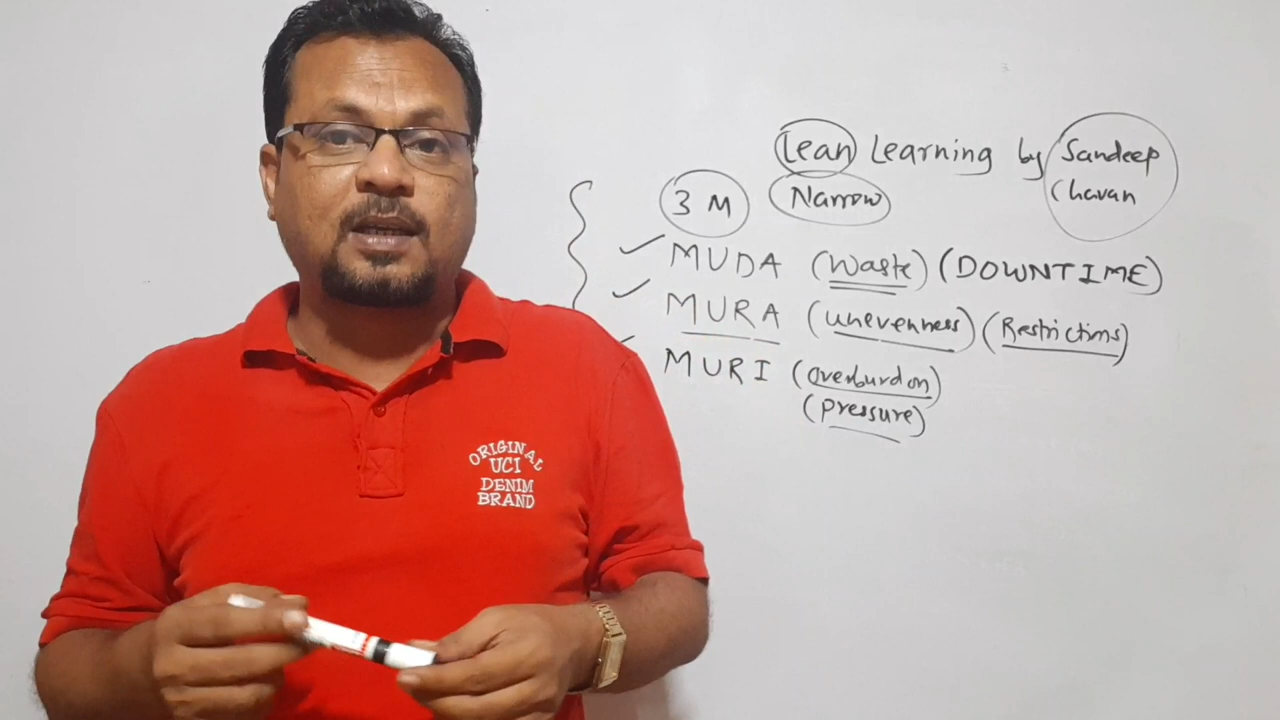 Lean Learning by Sandeep
Chavan
3 M Narrow
MUDA (Waste) (DOWNTIME)
MURA (unevenness) (Restrictions)
MURI (overburdon)
(pressure)
ORIGINAL
UCI
DENIM
BRAND